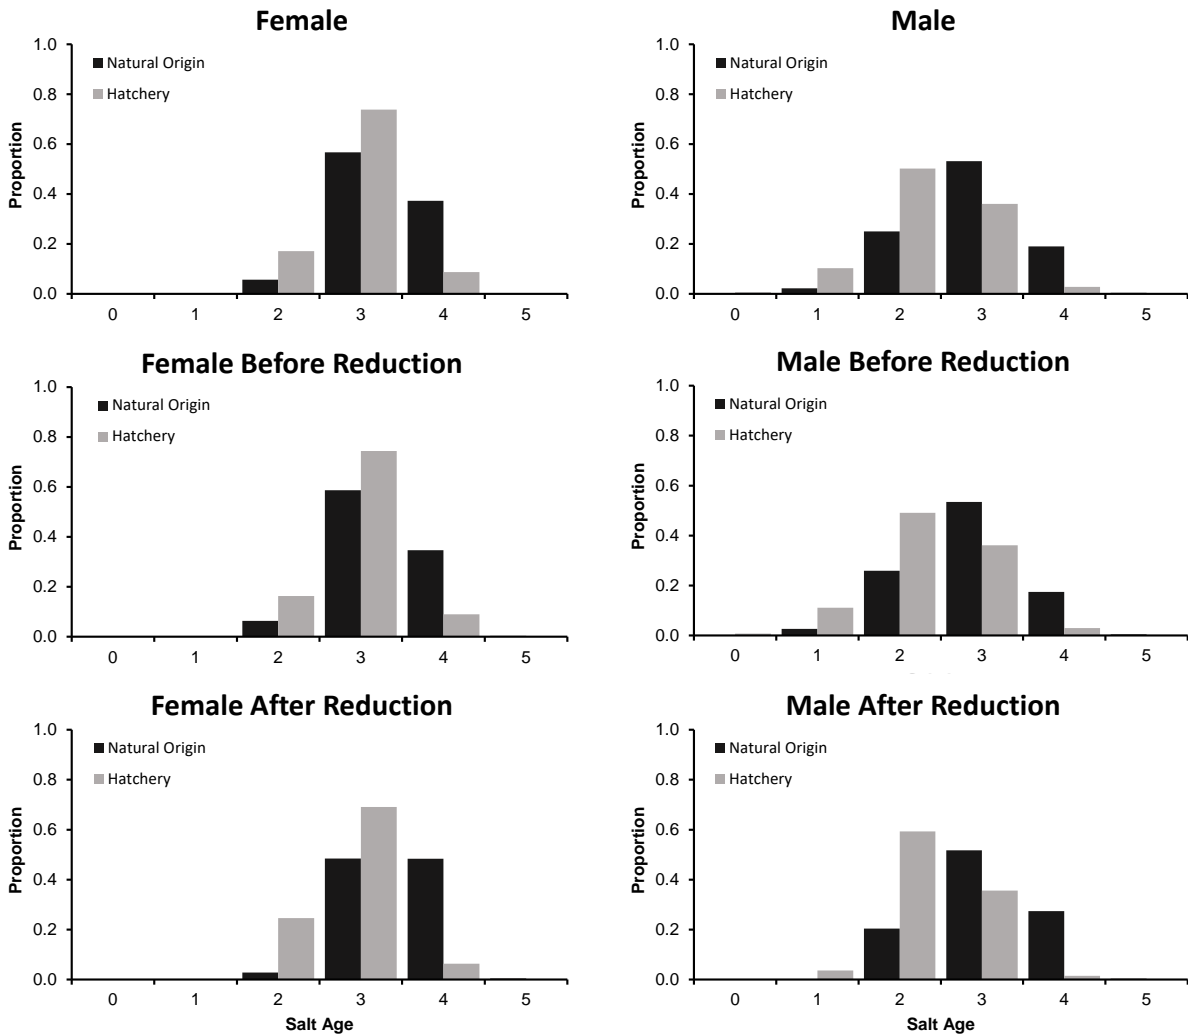 Female
1.0
0.8
0.6
0.4
0.2
0.0
Proportion
Natural Origin
Hatchery
0 1 2 3 4 5
Male
1.0
0.8
0.6
0.4
0.2
0.0
Proportion
Natural Origin
Hatchery
0 1 2 3 4 5
Female Before Reduction
1.0
0.8
0.6
0.4
0.2
0.0
Proportion
Natural Origin
Hatchery
0 1 2 3 4 5
Male Before Reduction
1.0
0.8
0.6
0.4
0.2
0.0
Proportion
Natural Origin
Hatchery
0 1 2 3 4 5
Female After Reduction
1.0
0.8
0.6
0.4
0.2
0.0
Proportion
Natural Origin
Hatchery
0 1 2 3 4 5
Salt Age
Male After Reduction
1.0
0.8
0.6
0.4
0.2
0.0
Proportion
Natural Origin
Hatchery
0 1 2 3 4 5
Salt Age